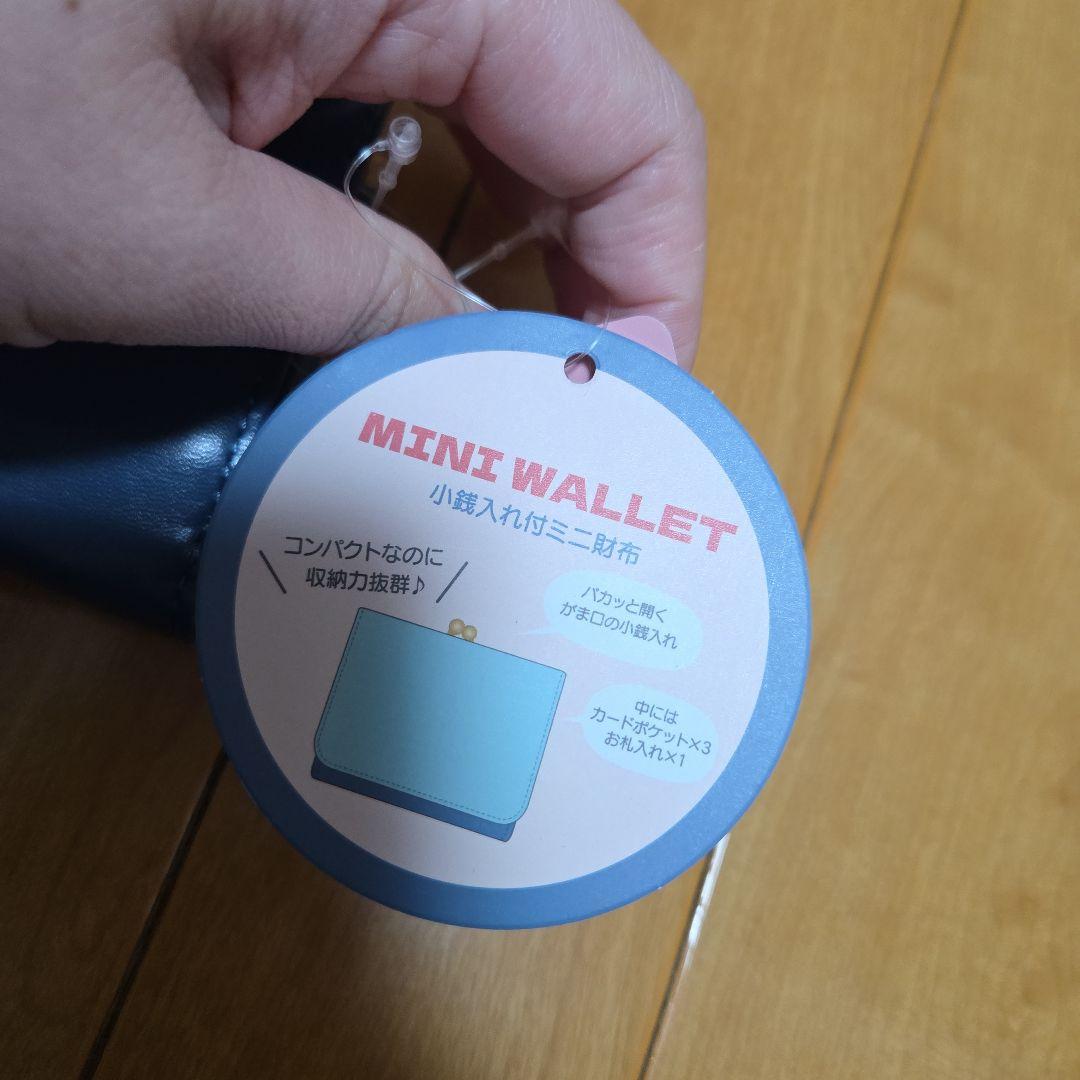 MINI WALLET
小銭入れ付ミニ財布
コンパクトなのに
収納力抜群♪
パカッと開く
がま口の小銭入れ
中には
カードポケット×3
お札入れ×1